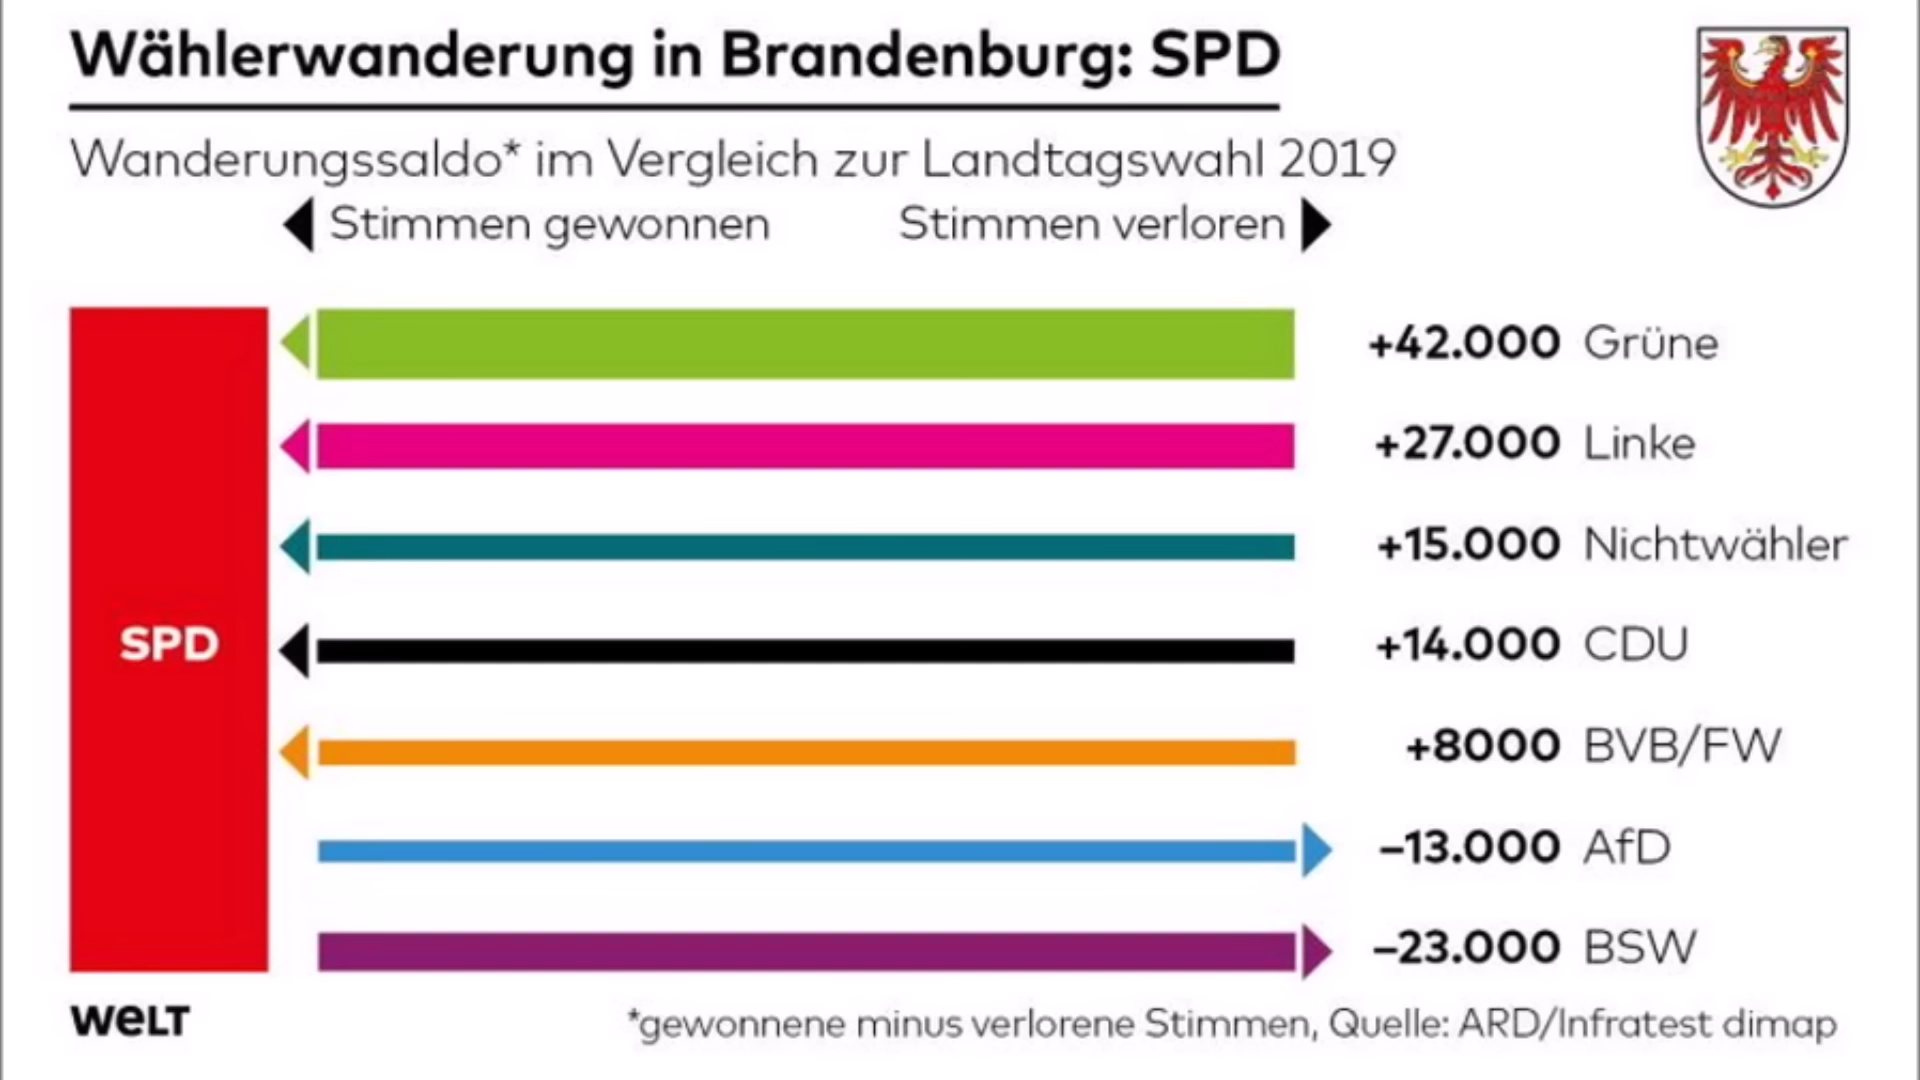 Wählerwanderung in Brandenburg: SPD
Wanderungssaldo* im Vergleich zur Landtagswahl 2019
Stimmen gewonnen Stimmen verloren
+42.000 Grüne
+27.000 Linke
+15.000 Nichtwähler
SPD +14.000 CDU
+8000 BVB/FW
–13.000 AfD
–23.000 BSW
WELT *gewonnene minus verlorene Stimmen, Quelle: ARD/Infratest dimap